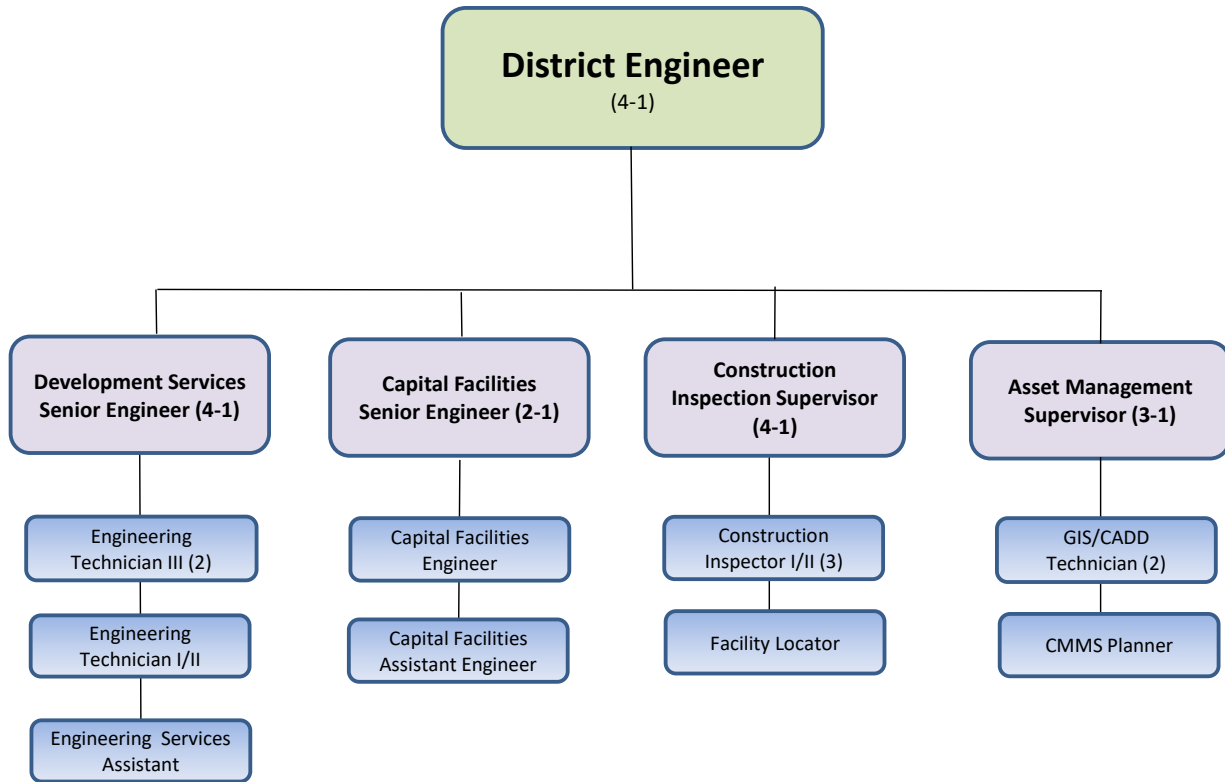 District Engineer
(4-1)
Development Services
Senior Engineer (4-1)
Capital Facilities
Senior Engineer (2-1)
Construction
Inspection Supervisor
(4-1)
Asset Management
Supervisor (3-1)
Engineering
Technician III (2)
Capital Facilities
Engineer
Construction
Inspector I/II (3)
GIS/CADD
Technician (2)
Engineering
Technician I/II
Capital Facilities
Assistant Engineer
Facility Locator
CMMS Planner
Engineering Services
Assistant